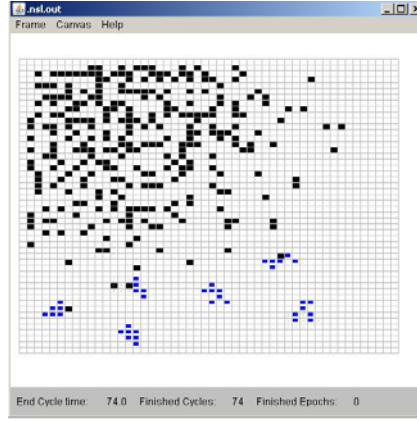 .nsl.out
Frame Canvas Help
End Cycle time: 74.0 Finished Cycles: 74 Finished Epochs: 0